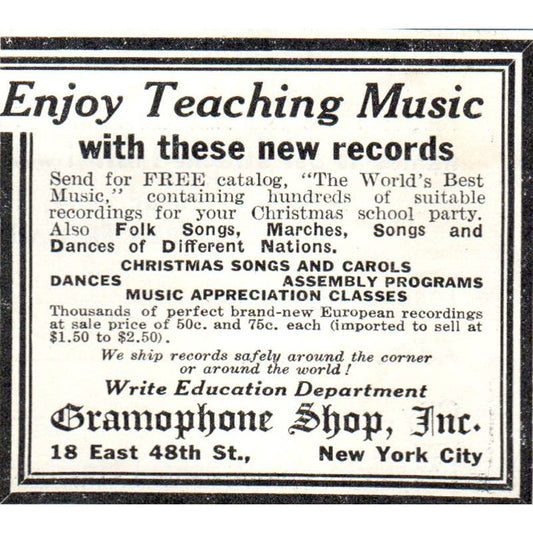 Enjoy Teaching Music
with these new records
Send for FREE catalog, "The World's Best
Music," containing hundreds of suitable
recordings for your Christmas school party.
Also Folk Songs, Marches, Songs and
Dances of Different Nations.
CHRISTMAS SONGS AND CAROLS
DANCES ASSEMBLY PROGRAMS
MUSIC APPRECIATION CLASSES
Thousands of perfect brand-new European recordings
at sale price of 50c. and 75c. each (imported to sell at
$1.50 to $2.50).
We ship records safely around the corner
or around the world!
Write Education Department
Gramophone Shop, Inc.
18 East 48th St., New York City